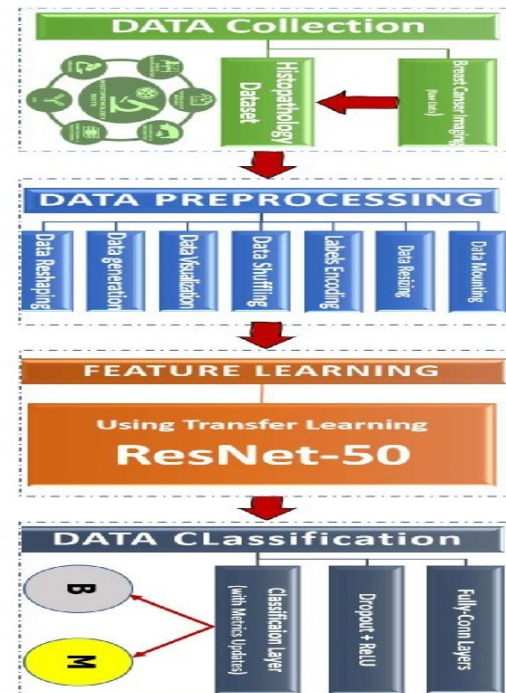 DATA Collection
Histopathology
Dataset
Breast Canser Imaging
DATA PREPROCESSING
Data Reshaping
Data generation
Data Visualization
Data Shuffling
Labels Encoding
Data Resizing
Data Mounting
FEATURE LEARNING
Using Transfer Learning
ResNet-50
DATA CLassification
B
M
Classification Layer
(with Metrics Updates)
Dropout + ReLU
Fully-Conn Layers